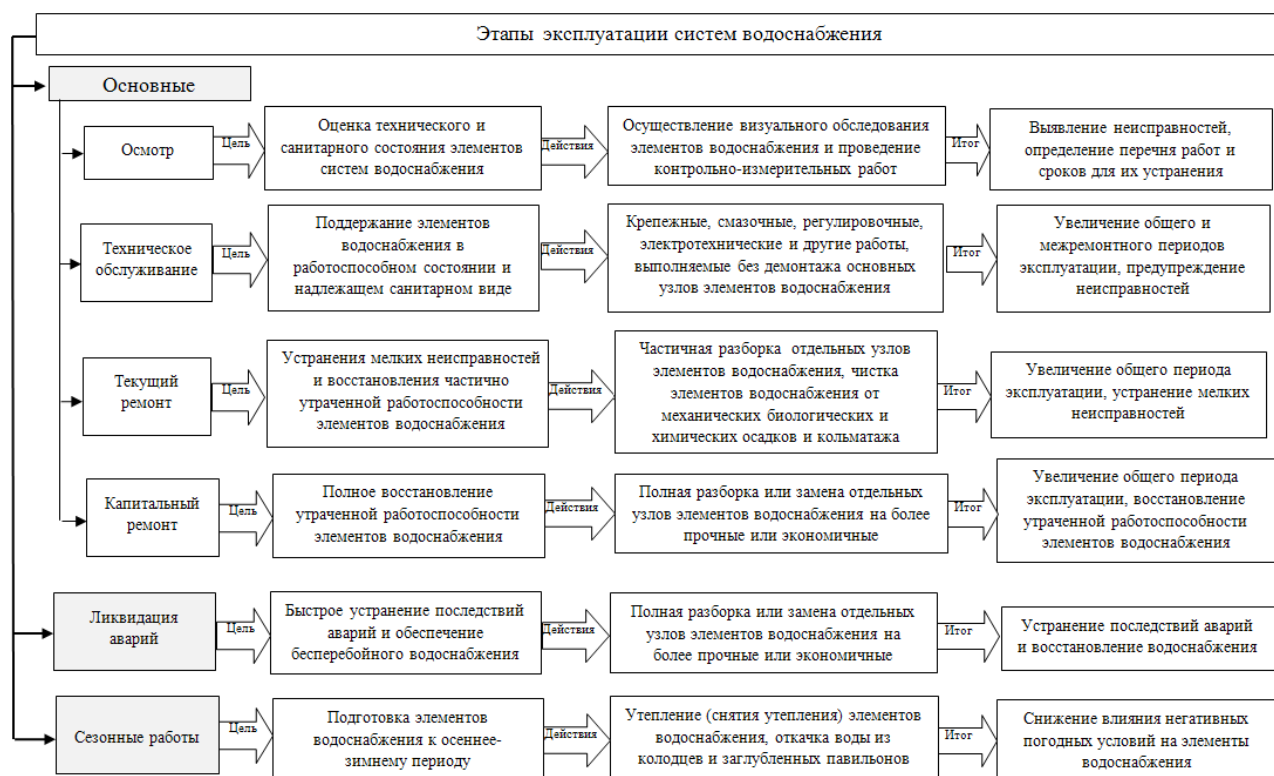 Этапы эксплуатации систем водоснабжения
Основные
Осмотр
Цель
Оценка технического и
санитарного состояния элементов
систем водоснабжения
Действия
Осуществление визуального обследования
элементов водоснабжения и проведение
контрольно-измерительных работ
Итог
Выявление неисправностей,
определение перечня работ и
сроков для их устранения
Техническое
обслуживание
Цель
Поддержание элементов
водоснабжения в
работоспособном состоянии и
надлежащем санитарном виде
Действия
Крепежные, смазочные, регулировочные,
электротехнические и другие работы,
выполняемые без демонтажа основных
узлов элементов водоснабжения
Итог
Увеличение общего и
межремонтного периодов
эксплуатации, предупреждение
неисправностей
Текущий
ремонт
Цель
Устранения мелких неисправностей
и восстановления частично
утраченной работоспособности
элементов водоснабжения
Действия
Частичная разборка отдельных узлов
элементов водоснабжения, чистка
элементов водоснабжения от
механических биологических и
химических осадков и кольматажа
Итог
Увеличение общего периода
эксплуатации, устранение мелких
неисправностей
Капитальный
ремонт
Цель
Полное восстановление
утраченной работоспособности
элементов водоснабжения
Действия
Полная разборка или замена отдельных
узлов элементов водоснабжения на более
прочные или экономичные
Итог
Увеличение общего периода
эксплуатации, восстановление
утраченной работоспособности
элементов водоснабжения
Ликвидация
аварий
Цель
Быстрое устранение последствий
аварий и обеспечение
бесперебойного водоснабжения
Действия
Полная разборка или замена отдельных
узлов элементов водоснабжения на
более прочные или экономичные
Итог
Устранение последствий аварий
и восстановление водоснабжения
Сезонные работы
Цель
Подготовка элементов
водоснабжения к осеннее-
зимнему периоду
Действия
Утепление (снятия утепления) элементов
водоснабжения, откачка воды из
колодцев и заглубленных павильонов
Итог
Снижение влияния негативных
погодных условий на элементы
водоснабжения